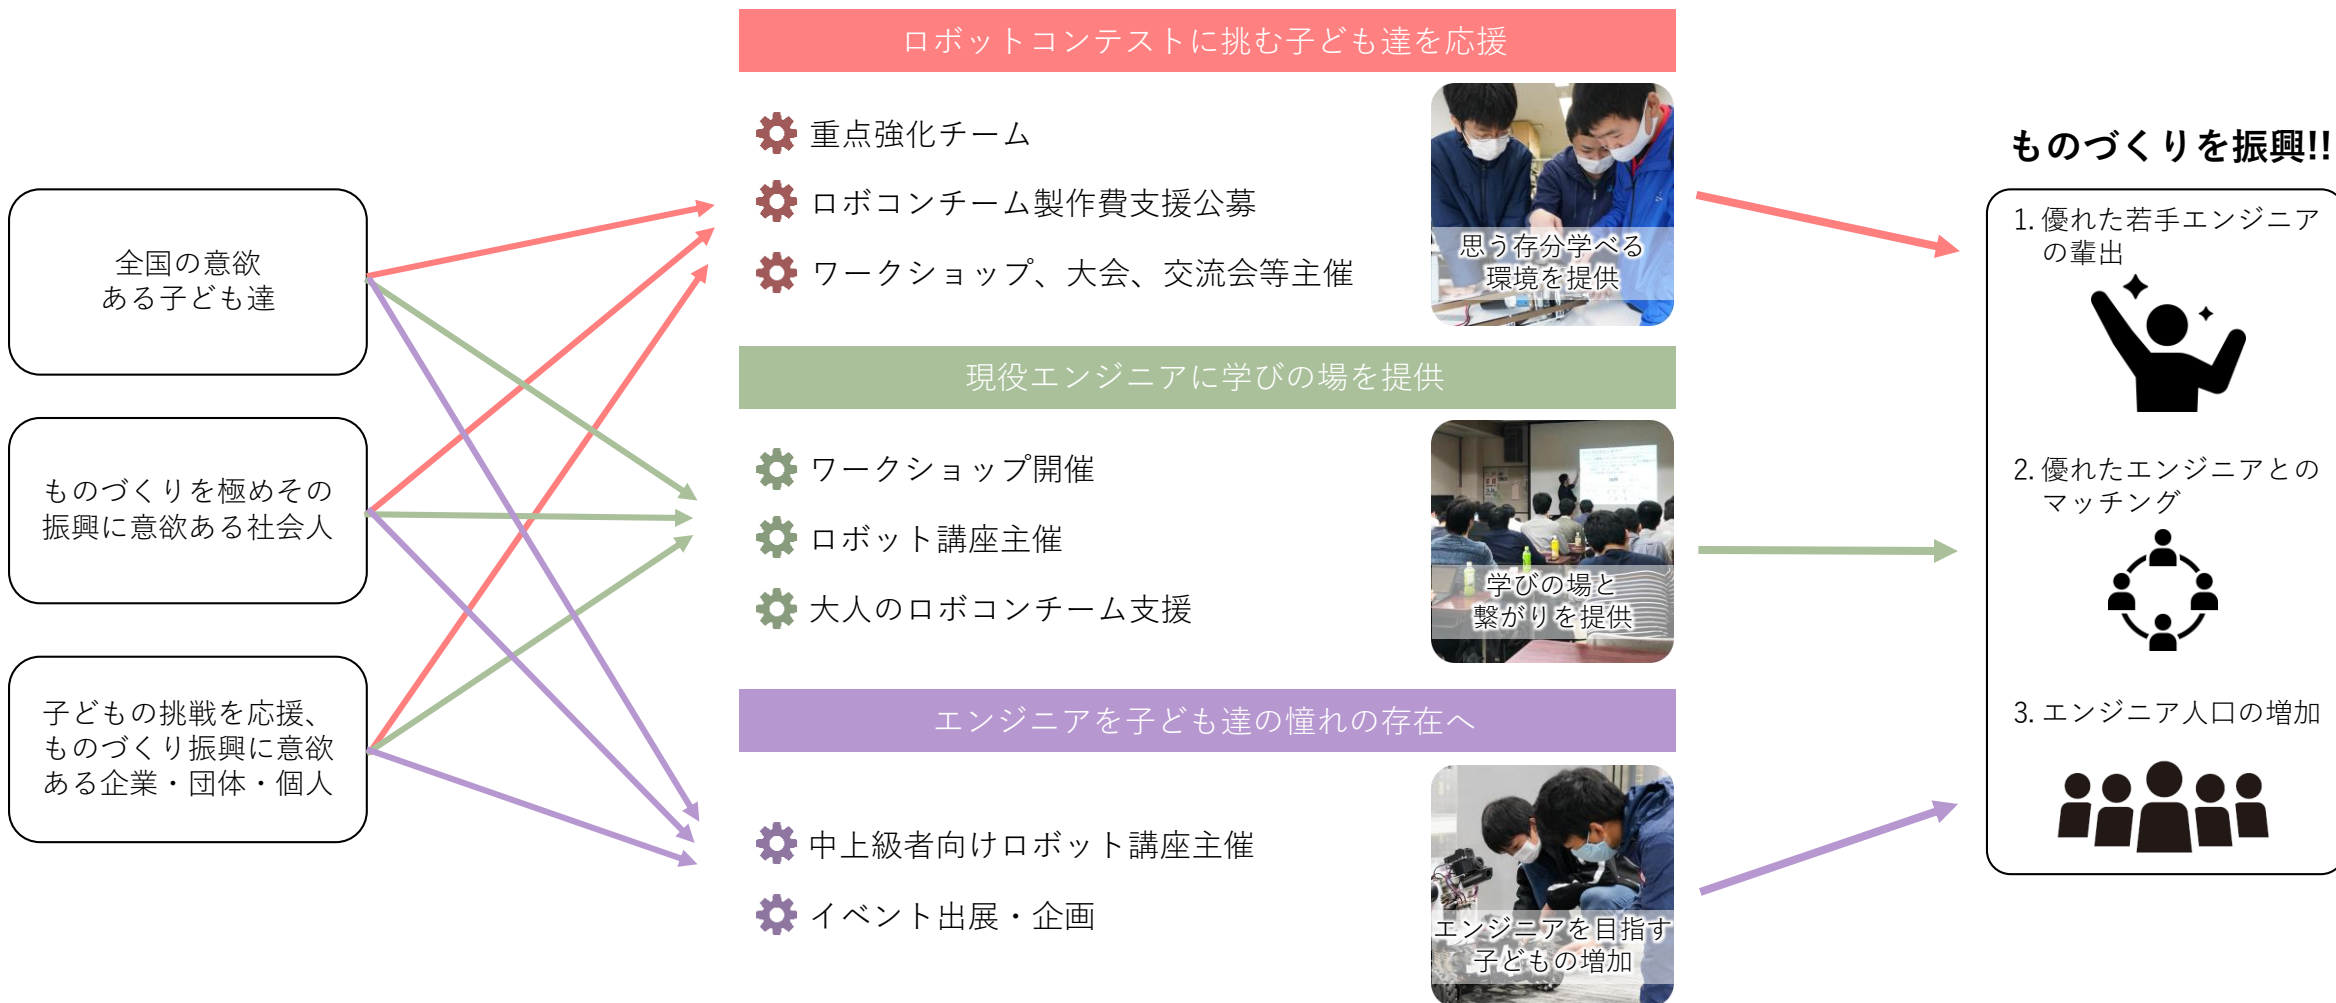 全国の意欲
ある子ども達
ものづくりを極めその
振興に意欲ある社会人
子どもの挑戦を応援、
ものづくり振興に意欲
ある企業・団体・個人
ロボットコンテストに挑む子ども達を応援
重点強化チーム
ロボコンチーム製作費支援公募
ワークショップ、大会、交流会等主催
思う存分学べる
環境を提供
現役エンジニアに学びの場を提供
ワークショップ開催
ロボット講座主催
大人のロボコンチーム支援
学びの場と
繋がりを提供
エンジニアを子ども達の憧れの存在へ
中上級者向けロボット講座主催
イベント出展・企画
エンジニアを目指す
子どもの増加
ものづくりを振興!!
1. 優れた若手エンジニア
の輩出
2. 優れたエンジニアとの
マッチング
3. エンジニア人口の増加